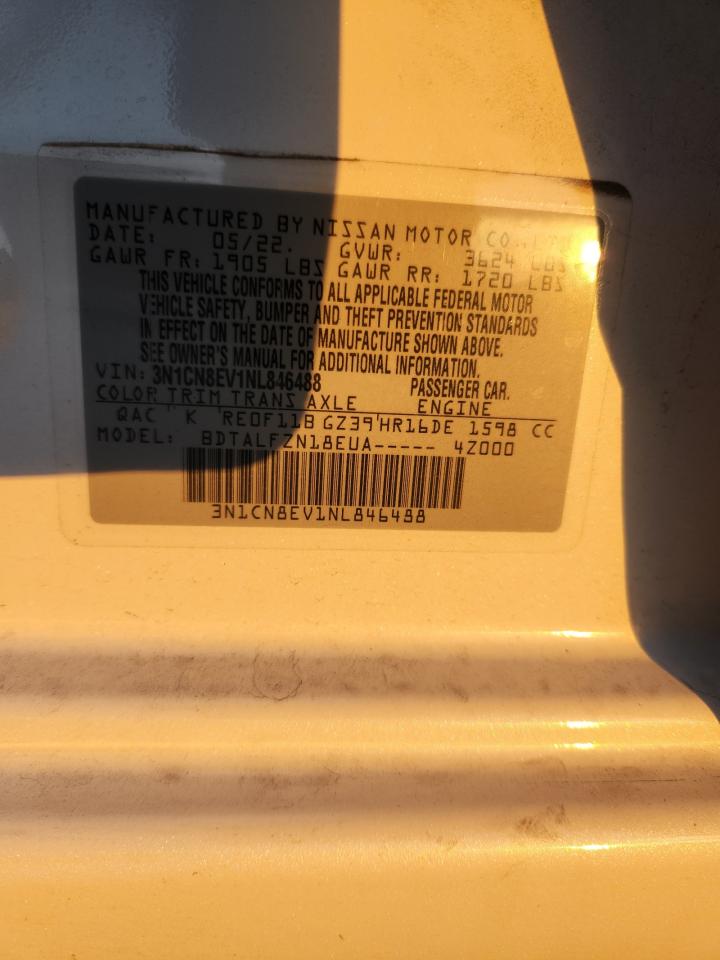 MANUFACTURED BY NISSAN MOTOR CO., LTD
DATE: 05/22. GVWR: 3624 LBS
GAWR FR: 1905 LBS GAWR RR: 1720 LBS
THIS VEHICLE CONFORMS TO ALL APPLICABLE FEDERAL MOTOR
VEHICLE SAFETY, BUMPER AND THEFT PREVENTION STANDARDS
IN EFFECT ON THE DATE OF MANUFACTURE SHOWN ABOVE.
SEE OWNER'S MANUAL FOR ADDITIONAL INFORMATION.
VIN: 3N1CN8EV1NL846488 PASSENGER CAR.
COLOR TRIM TRANS AXLE ENGINE
QAC K RE0F11B GZ39 HR16DE 1598 CC
MODEL: BDTALFZN18EUA----- 4Z000
3N1CN8EV1NL846488